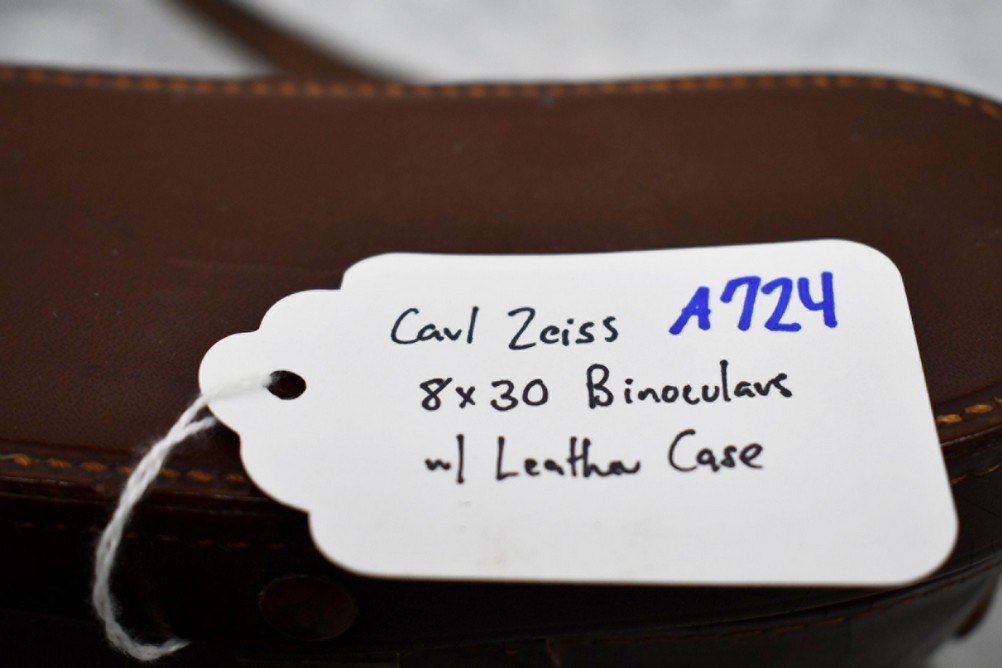 Carl Zeiss A724
8x30 Binoculars
w/ Leather Case